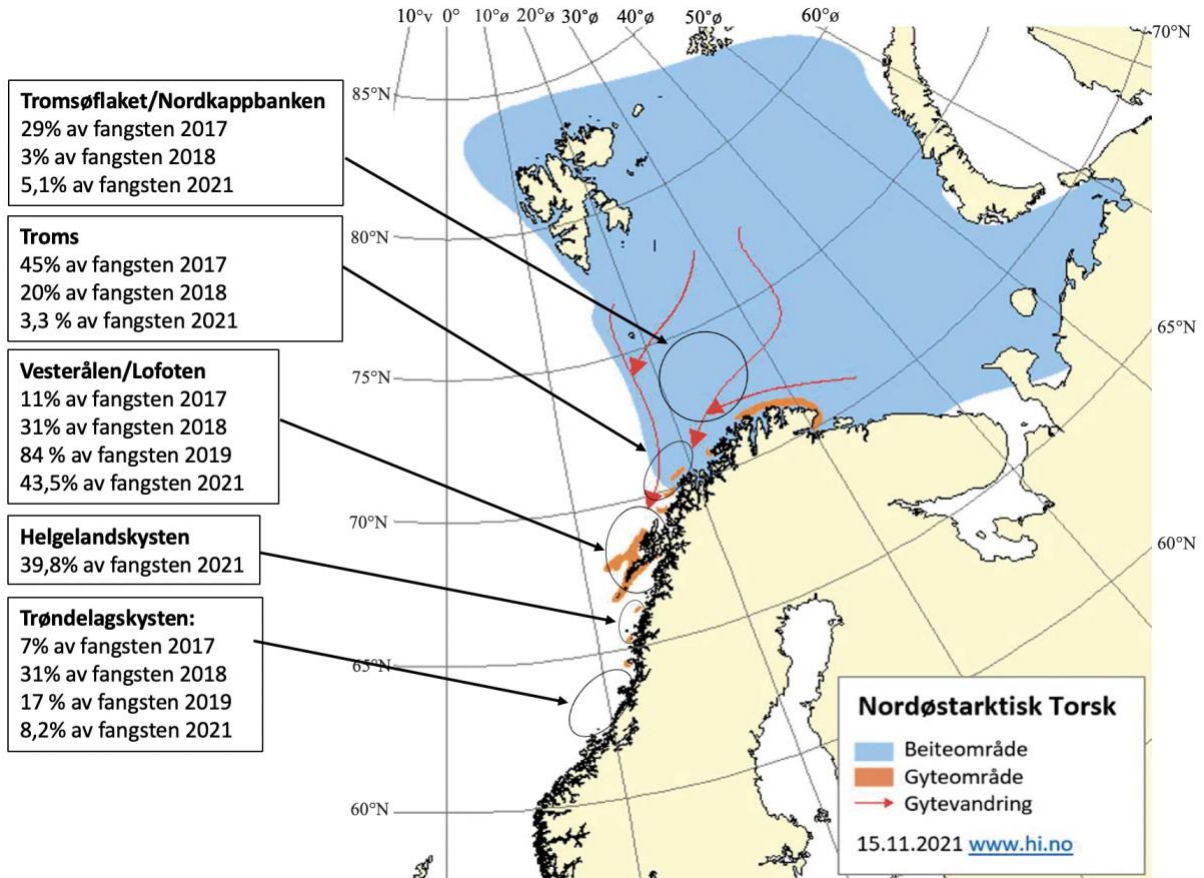 10°v 0° 10°ø 20°ø 30°ø 40°ø 50°ø 60°ø
70°N
85°N
80°N
75°N
70°N
65°N
60°N
65°N
60°N
Tromsøflaket/Nordkappbanken
29% av fangsten 2017
3% av fangsten 2018
5,1% av fangsten 2021
Troms
45% av fangsten 2017
20% av fangsten 2018
3,3 % av fangsten 2021
Vesterålen/Lofoten
11% av fangsten 2017
31% av fangsten 2018
84 % av fangsten 2019
43,5% av fangsten 2021
Helgelandskysten
39,8% av fangsten 2021
Trøndelagskysten:
7% av fangsten 2017
31% av fangsten 2018
17 % av fangsten 2019
8,2% av fangsten 2021
Nordøstarktisk Torsk
Beiteområde
Gyteområde
Gytevandring
15.11.2021 www.hi.no